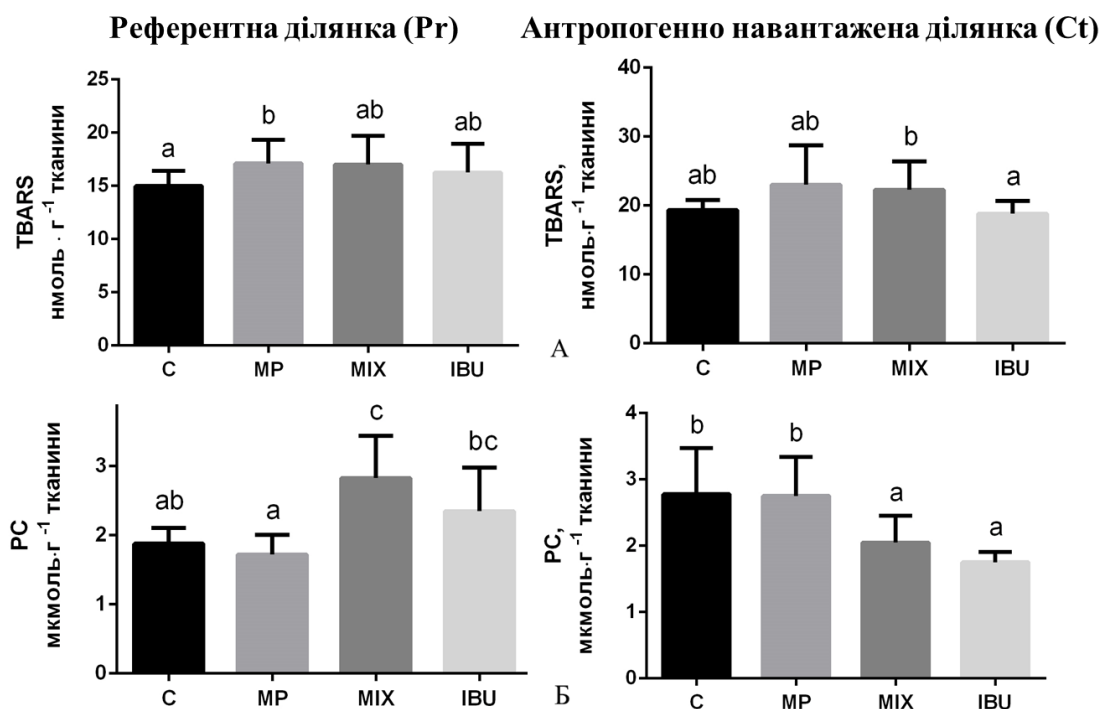 Референтна ділянка (Pr)
Антропогенно навантажена ділянка (Ct)
TBARS
нмоль · г -1 тканини
25
20
15
10
5
0
a
b
ab
ab
C
MP
MIX
IBU
А
TBARS,
нмоль·г -1 тканини
40
30
20
10
0
ab
ab
b
a
C
MP
MIX
IBU
PC
мкмоль·г -1 тканини
3
2
1
0
ab
a
c
bc
C
MP
MIX
IBU
Б
PC,
мкмоль·г -1 тканини
4
3
2
1
0
b
b
a
a
C
MP
MIX
IBU